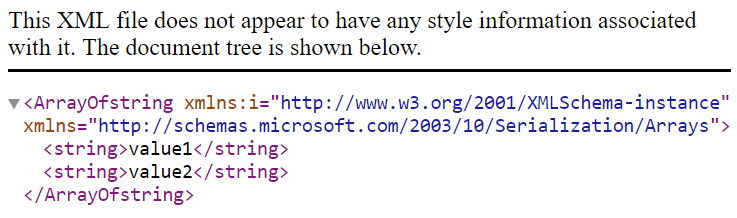 This XML file does not appear to have any style information associated
with it. The document tree is shown below.
▼<ArrayOfstring xmlns:i="http://www.w3.org/2001/XMLSchema-instance"
xmlns="http://schemas.microsoft.com/2003/10/Serialization/Arrays">
<string>value1</string>
<string>value2</string>
</ArrayOfstring>